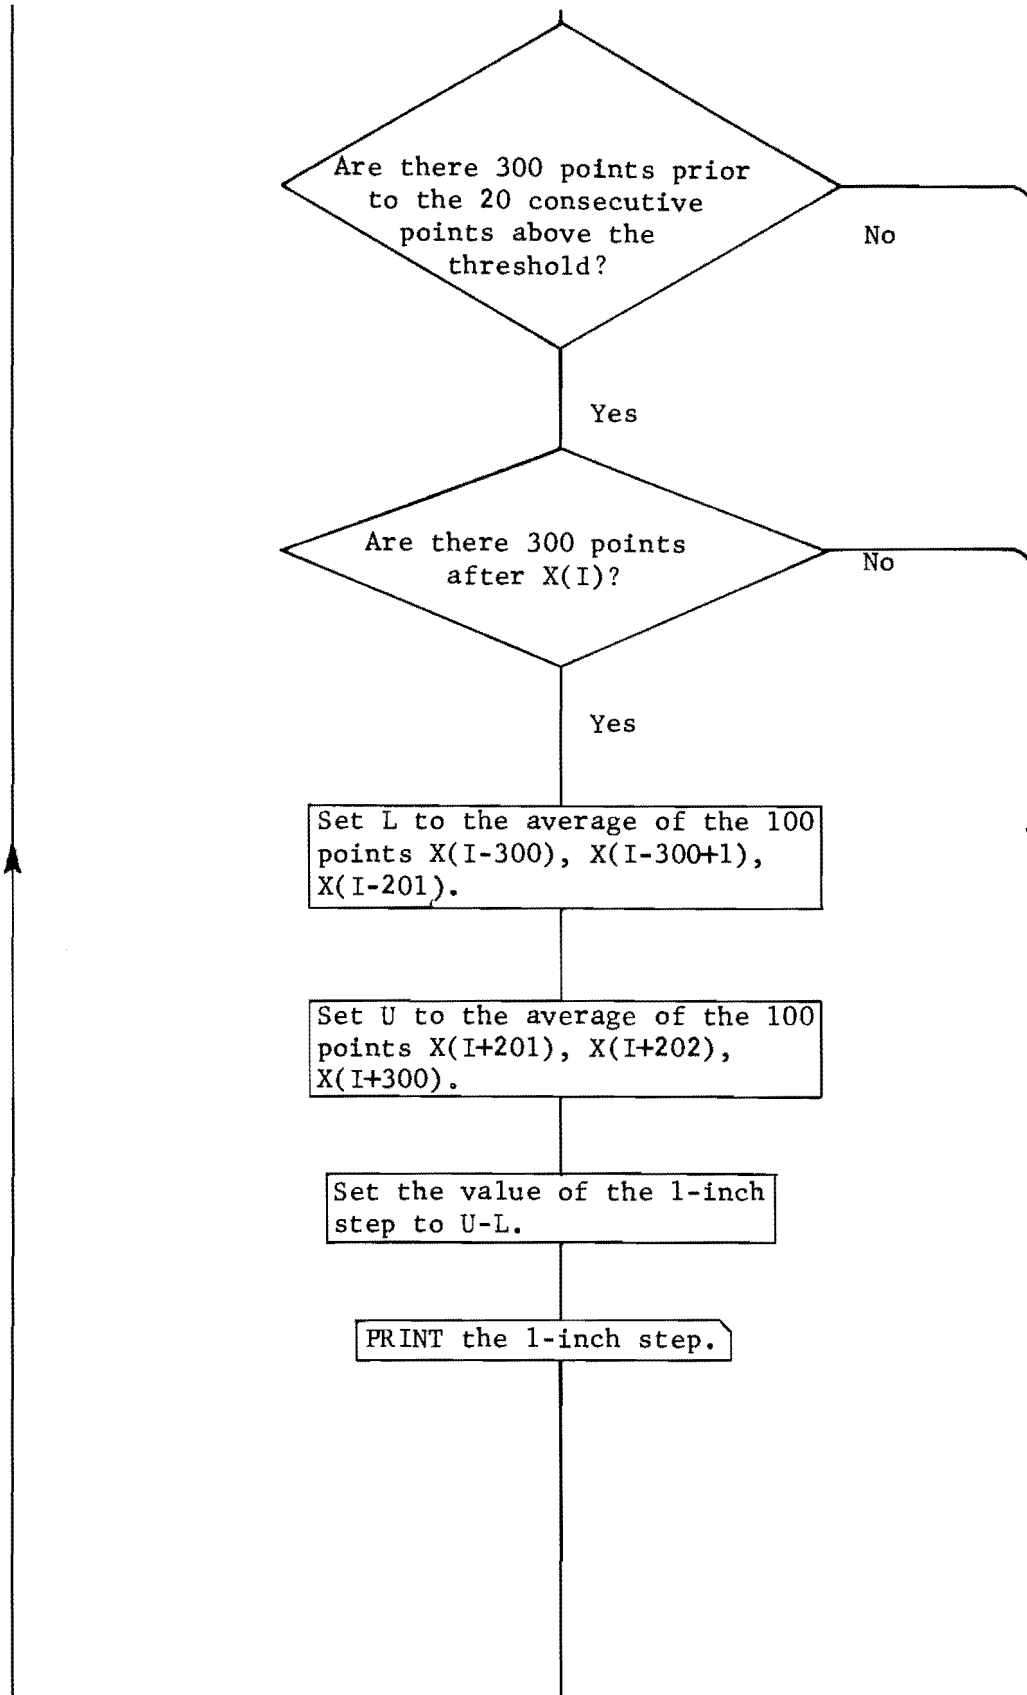 Are there 300 points prior
to the 20 consecutive
points above the
threshold?
No
Yes
Are there 300 points
after X(I)?
No
Yes
Set L to the average of the 100
points X(I-300), X(I-300+1),
X(I-201).
Set U to the average of the 100
points X(I+201), X(I+202),
X(I+300).
Set the value of the 1-inch
step to U-L.
PRINT the 1-inch step.